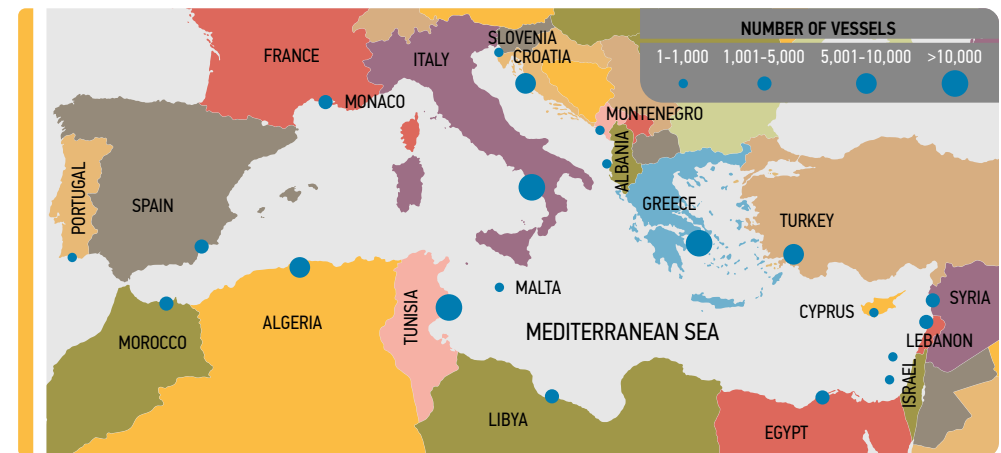 NUMBER OF VESSELS
1-1,000 1,001-5,000 5,001-10,000 >10,000
SLOVENIA
FRANCE
ITALY
CROATIA
MONACO
MONTENEGRO
ALBANIA
PORTUGAL
SPAIN
GREECE
TURKEY
MALTA
SYRIA
CYPRUS
TUNISIA
ALGERIA
MEDITERRANEAN SEA
MOROCCO
LEBANON
ISRAEL
LIBYA
EGYPT